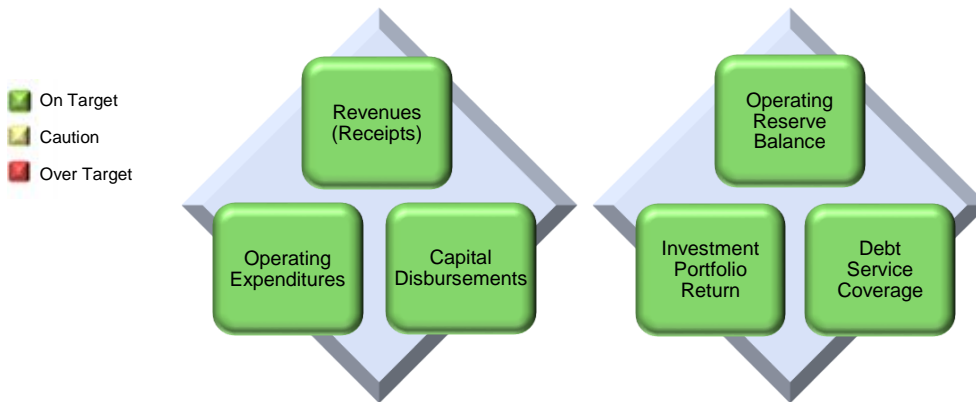 On Target
Caution
Over Target
Revenues
(Receipts)
Operating
Expenditures
Capital
Disbursements
Operating
Reserve
Balance
Investment
Portfolio
Return
Debt
Service
Coverage